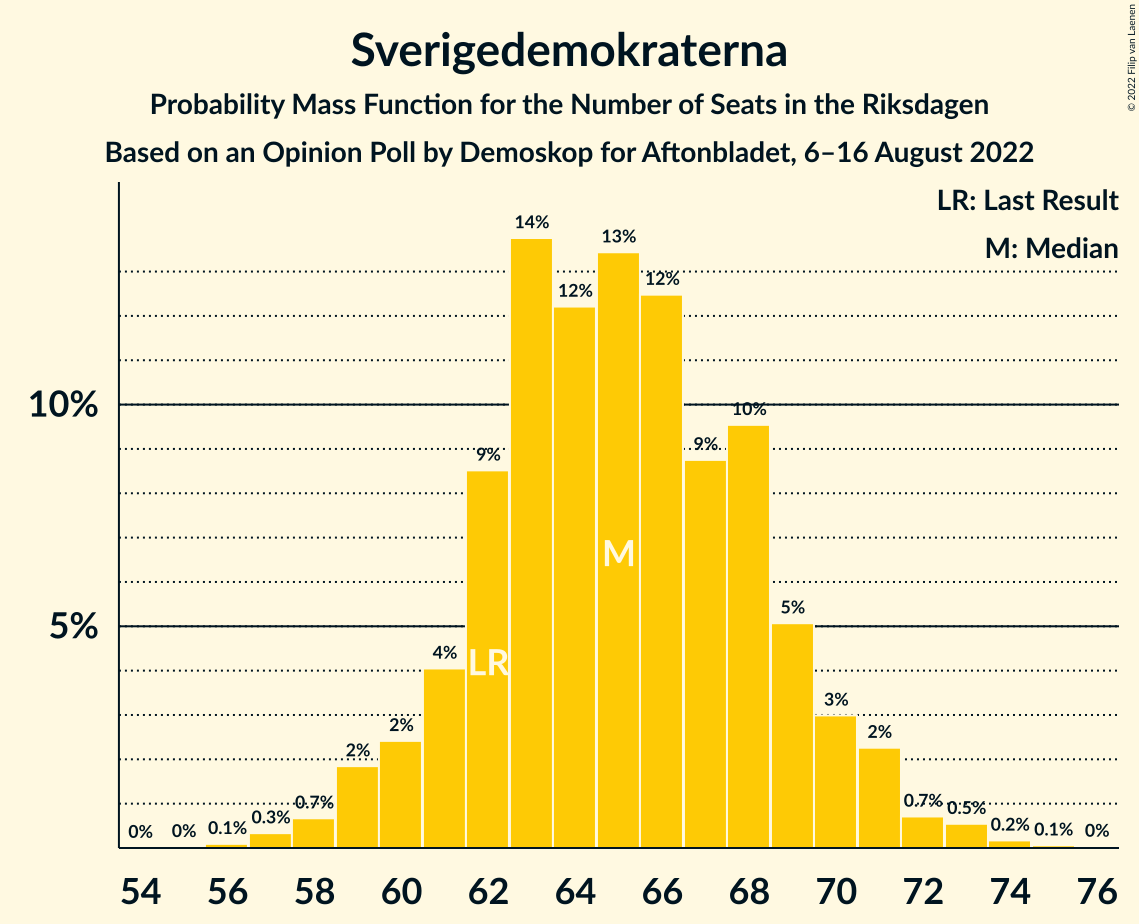 Sverigedemokraterna
Probability Mass Function for the Number of Seats in the Riksdagen
Based on an Opinion Poll by Demoskop for Aftonbladet, 6–16 August 2022
© 2022 Filip van Laenen
LR: Last Result
M: Median
10%
5%
0% 0% 0.1% 0.3% 0.7% 2% 2% 4% 9% 14% 12% 13% 12% 9% 10% 5% 3% 2% 0.7% 0.5% 0.2% 0.1% 0%
M
LR
54 56 58 60 62 64 66 68 70 72 74 76